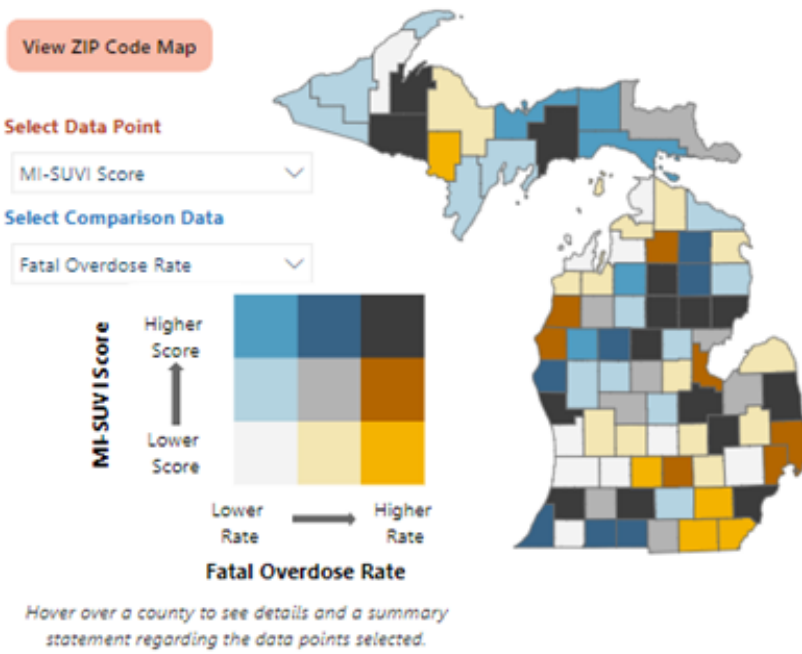 View ZIP Code Map
Select Data Point
MI-SUVI Score
Select Comparison Data
Fatal Overdose Rate
MI-SUVI Score
Higher
Score
Lower
Score
Lower
Rate
Higher
Rate
Fatal Overdose Rate
Hover over a county to see details and a summary
statement regarding the data points selected.